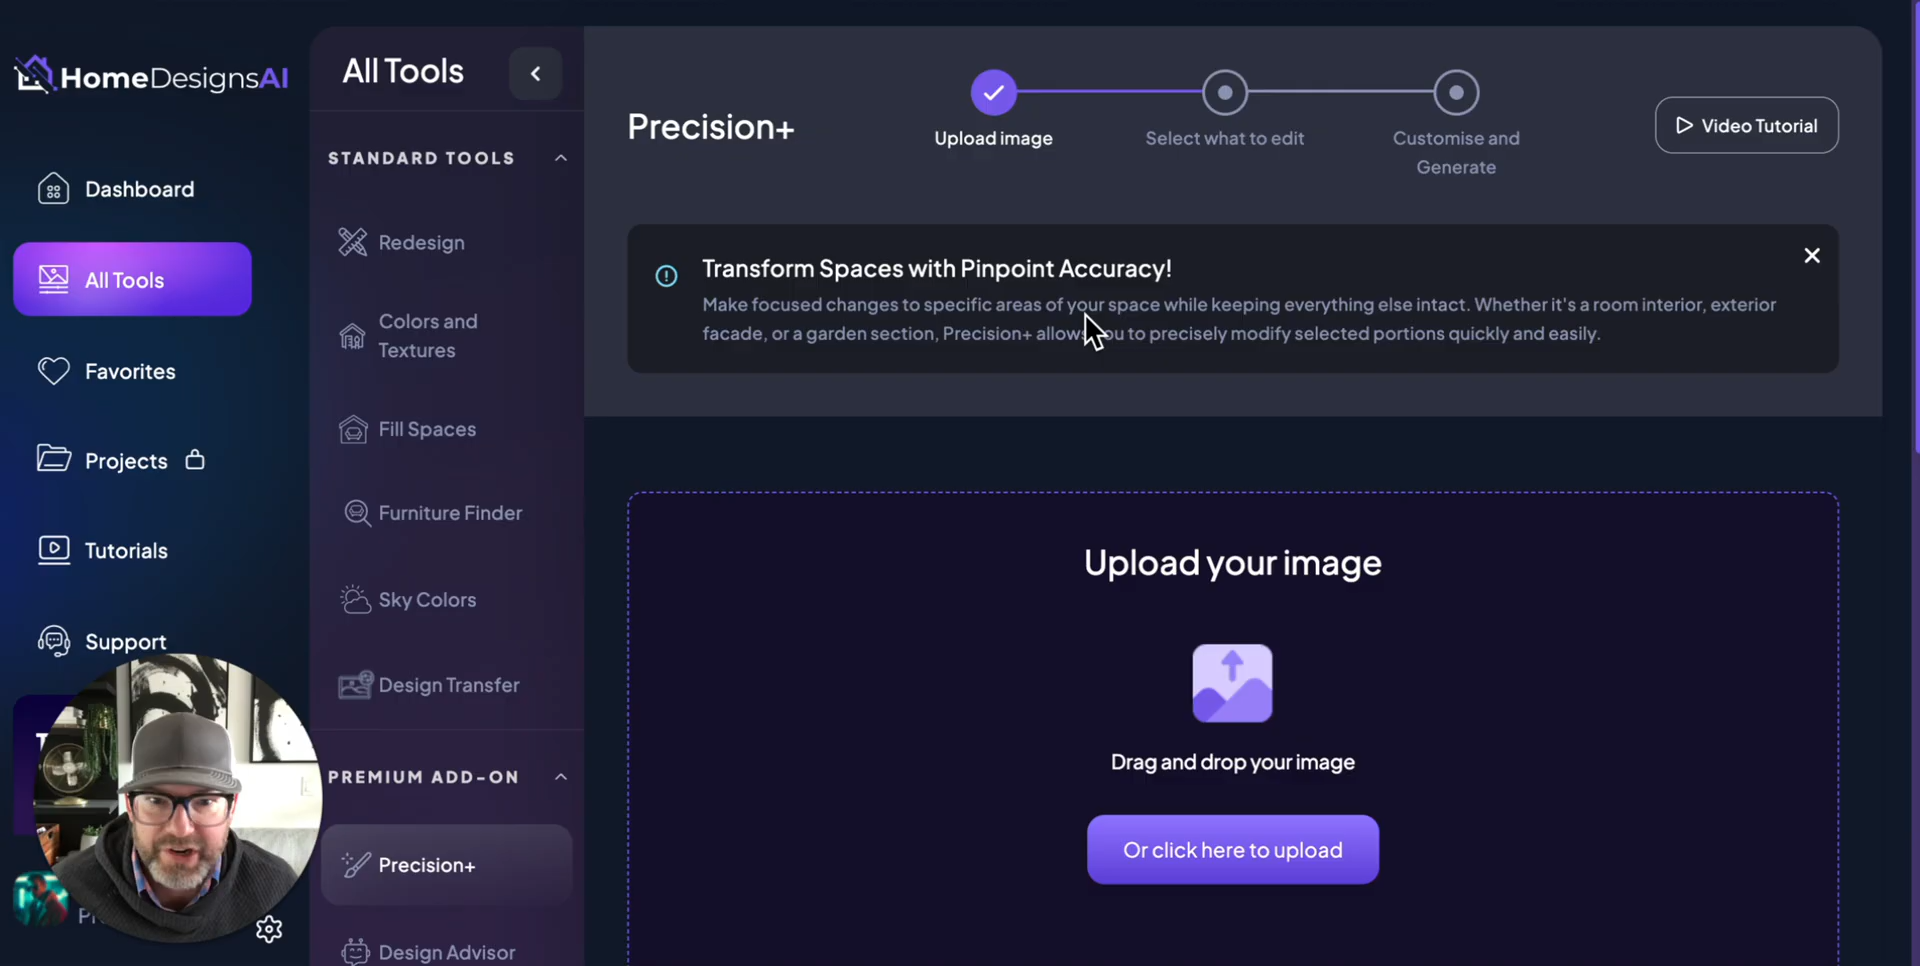 HomeDesignsAI
Dashboard
All Tools
Favorites
Projects
Tutorials
Support
All Tools
STANDARD TOOLS
Redesign
Colors and
Textures
Fill Spaces
Furniture Finder
Sky Colors
Design Transfer
PREMIUM ADD-ON
Precision+
Design Advisor
Precision+
Upload image
Select what to edit
Customise and
Generate
Video Tutorial
Transform Spaces with Pinpoint Accuracy!
Make focused changes to specific areas of your space while keeping everything else intact. Whether it's a room interior, exterior
facade, or a garden section, Precision+ allows you to precisely modify selected portions quickly and easily.
Upload your image
Drag and drop your image
Or click here to upload